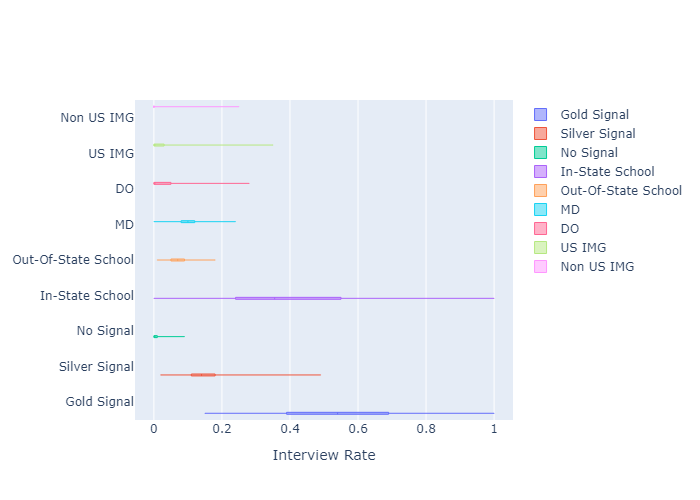 Non US IMG
US IMG
DO
MD
Out-Of-State School
In-State School
No Signal
Silver Signal
Gold Signal
0 0.2 0.4 0.6 0.8 1
Interview Rate
Gold Signal
Silver Signal
No Signal
In-State School
Out-Of-State School
MD
DO
US IMG
Non US IMG